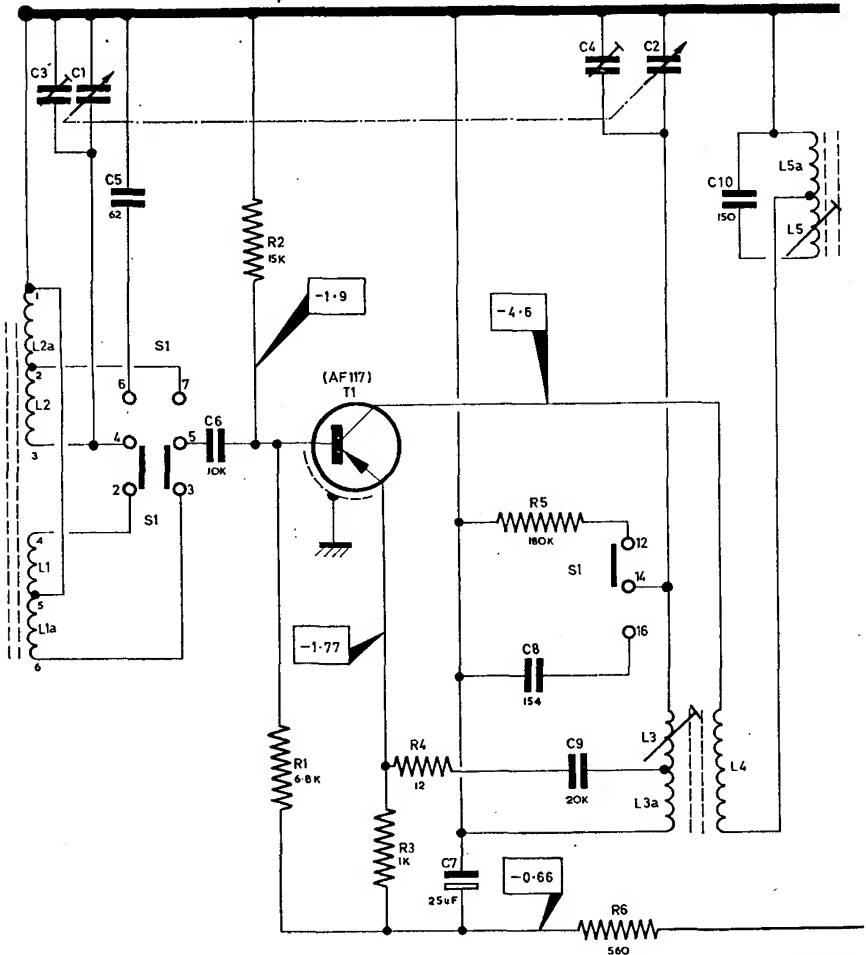 C3 C1
C4 C2
C5
62
R2
15K
C10
150
L5a
L5
-1·9
-4·6
1
L2a
2
L2
3
S1
6 7
4 5
2 3
S1
C6
10K
(AF117)
T1
4
L1
5
L1a
6
R5
180K
12
S1
14
16
C8
154
-1·77
R1
6·8K
R4
12
C9
20K
L3
L3a
L4
R3
1K
C7
25uF
-0·66
R6
560